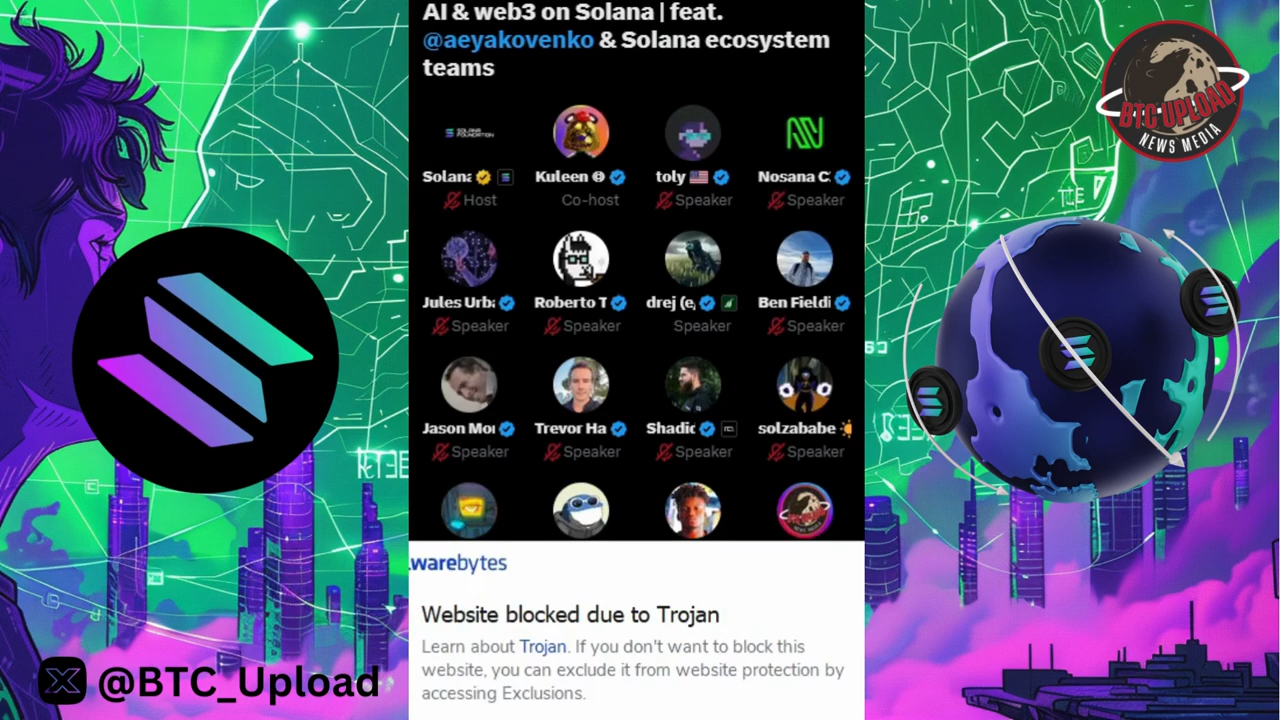 AI & web3 on Solana | feat.
@aeyakovenko & Solana ecosystem
teams
SOLANA
FOUNDATION
Solana
Kuleen
toly
Nosana C
Host
Co-host
Speaker
Speaker
Jules Urba
Roberto T
drej (e/
Ben Fieldi
Speaker
Speaker
Speaker
Speaker
Jason Mor
Trevor Ha
Shadic
solzababe
Speaker
Speaker
Speaker
Speaker
warebytes
Website blocked due to Trojan
Learn about Trojan. If you don't want to block this
website, you can exclude it from website protection by
accessing Exclusions.
@BTC_Upload
BTC UPLOAD
NEWS MEDIA